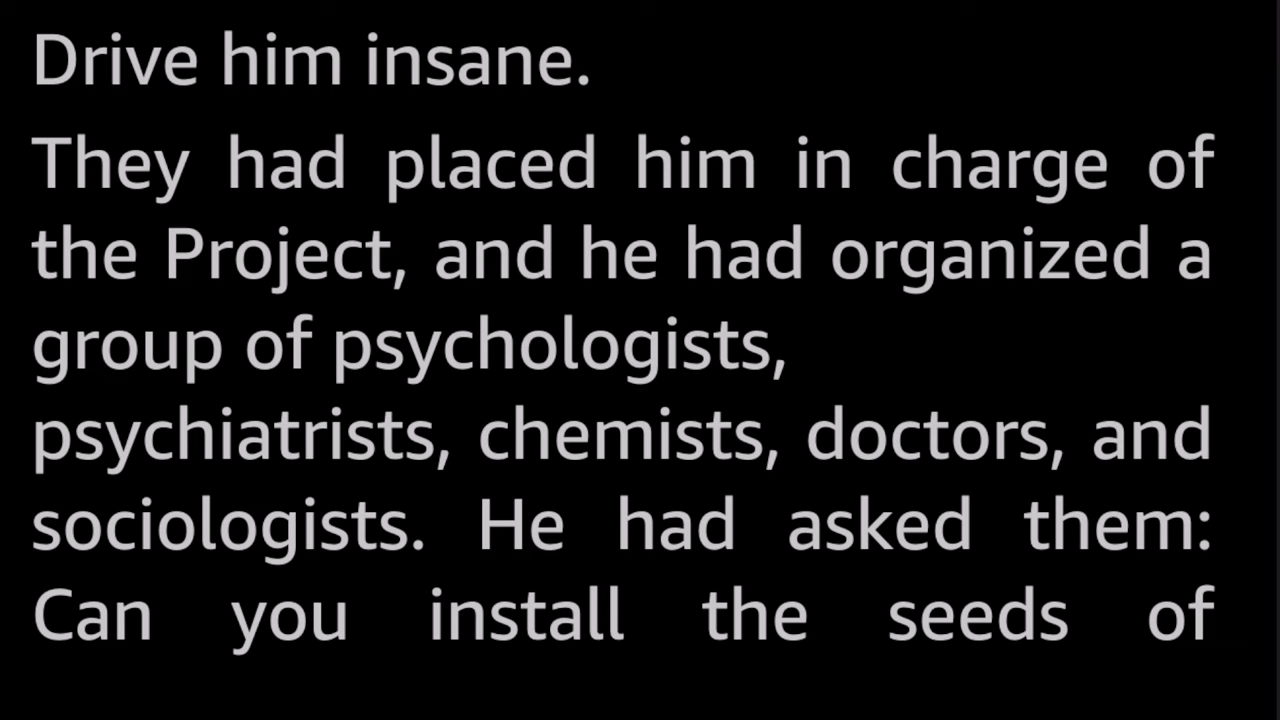 Drive him insane.
They had placed him in charge of
the Project, and he had organized a
group of psychologists,
psychiatrists, chemists, doctors, and
sociologists. He had asked them:
Can you install the seeds of